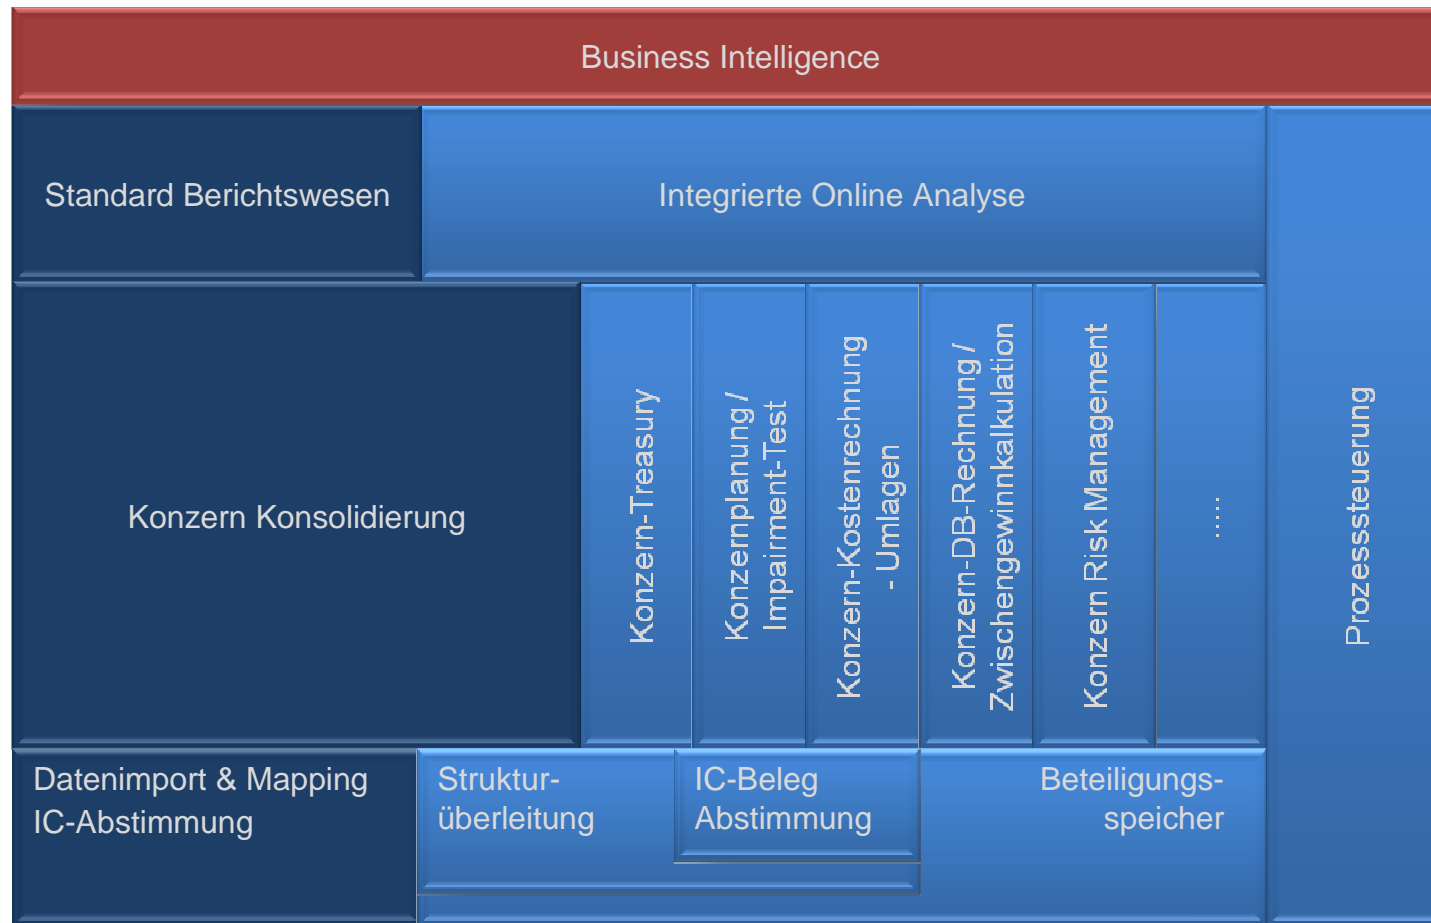 Business Intelligence
Standard Berichtswesen
Integrierte Online Analyse
Konzern Konsolidierung
Konzern-Treasury
Konzernplanung /
Impairment-Test
Konzern-Kostenrechnung
- Umlagen
Konzern-DB-Rechnung /
Zwischengewinnkalkulation
Konzern Risk Management
.....
Prozesssteuerung
Datenimport & Mapping
IC-Abstimmung
Struktur-
überleitung
IC-Beleg
Abstimmung
Beteiligungs-
speicher